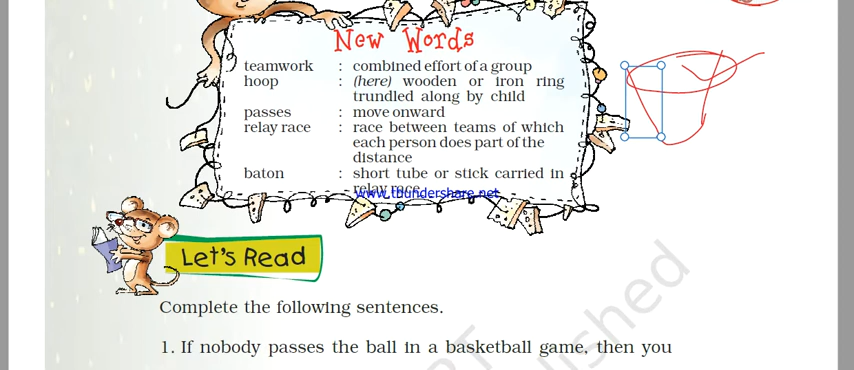 New Words
teamwork : combined effort of a group
hoop : (here) wooden or iron ring
trundled along by child
passes : move onward
relay race : race between teams of which
each person does part of the
distance
baton : short tube or stick carried in
relay race
www.thundershare.net
Let's Read
Complete the following sentences.
1. If nobody passes the ball in a basketball game, then you